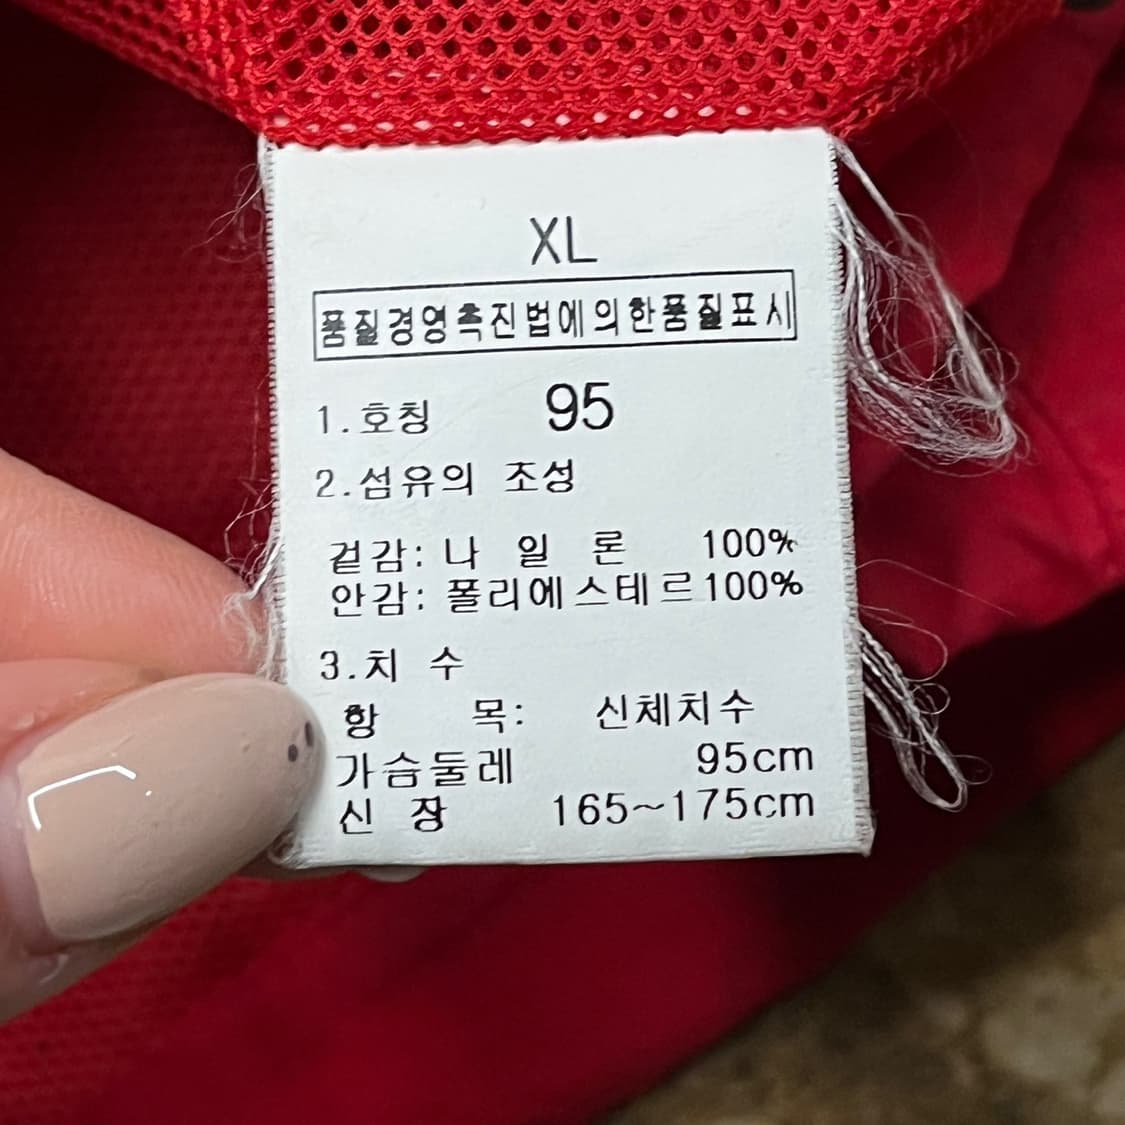 XL
품질경영촉진법에의한품질표시
1.호칭 95
2.섬유의 조성
겉감: 나 일 론 100%
안감: 폴리에스테르100%
3.치 수
항 목: 신체치수
가슴둘레 95cm
신 장 165~175cm